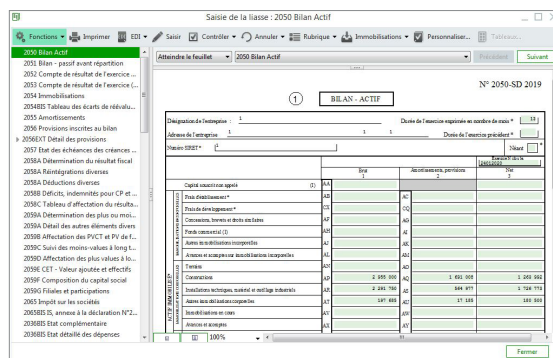 Saisie de la liasse : 2050 Bilan Actif
Fonctions Imprimer EDI Saisir Contrôler Annuler Rubrique Immobilisations Personnaliser... Tableaux...
2050 Bilan Actif
2051 Bilan - passif avant répartition
2052 Compte de résultat de l'exercice ...
2053 Compte de résultat de l'exercice (...
2054 Immobilisations
2054BIS Tableau des écarts de réévalu...
2055 Amortissements
2056 Provisions inscrites au bilan
2056EXT Détail des provisions
2057 Etat des échéances des créances ...
2058A Détermination du résultat fiscal
2058A Réintégrations
2058A Déductions diverses
2058B Déficits, indemnités pour CP et ...
2058C Tableau d'affectation du résulta...
2059A Détermination des plus ou moi...
2059A Détail des autres éléments divers
2059B Affectation des PVCT et PV de f...
2059C Suivi des moins-values à long t...
2059D Affectation des plus values à lo...
2059E CET - Valeur ajoutée et effectifs
2059F Composition du capital social
2059G Filiales et participations
2065 Impôt sur les sociétés
2065BIS IS, annexe à la déclaration N°2...
2036BIS Etat complémentaire
2036BIS Etat détaillé des dépenses
Atteindre le feuillet 2050 Bilan Actif Précédent Suivant
N° 2050-SD 2019
1 BILAN - ACTIF
Désignation de l'entreprise : 1 Durée de l'exercice exprimée en nombre de mois * 12
Adresse de l'entreprise 1 1 1 Durée de l'exercice précédent *
Numéro SIRET * 1 Néant *
Exercice N clos le
Brut Amortissements, provisions Net
1 2 3
Capital souscrit non appelé (I) AA
Frais d'établissement * AB AC
Frais de développement * CX CQ
Concessions, brevets et droits similaires AF AG
Fonds commercial (1) AH AI
Autres immobilisations incorporelles AJ AK
Avances et acomptes sur immobilisations incorporelles AL AM
Terrains AN AO
Constructions AP 2 955 000 AQ 1 691 008 1 263 992
Installations techniques, matériel et outillage industriels AR 2 291 750 AS 564 977 1 726 773
Autres immobilisations corporelles AT AU 17 185
Immobilisations en cours AV AW
Avances et acomptes AX AY
100%
Fermer